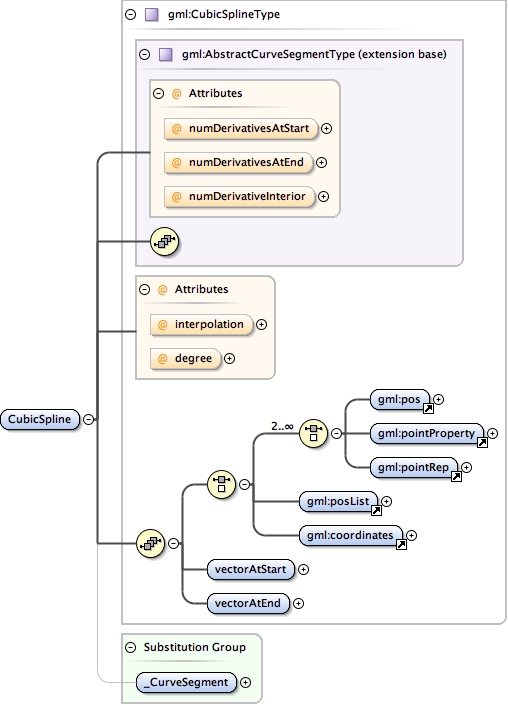 gml:CubicSplineType
gml:AbstractCurveSegmentType (extension base)
@ Attributes
@ numDerivativesAtStart
@ numDerivativesAtEnd
@ numDerivativeInterior
@ Attributes
@ interpolation
@ degree
CubicSpline
2..∞
gml:pos
gml:pointProperty
gml:pointRep
gml:posList
gml:coordinates
vectorAtStart
vectorAtEnd
Substitution Group
_CurveSegment